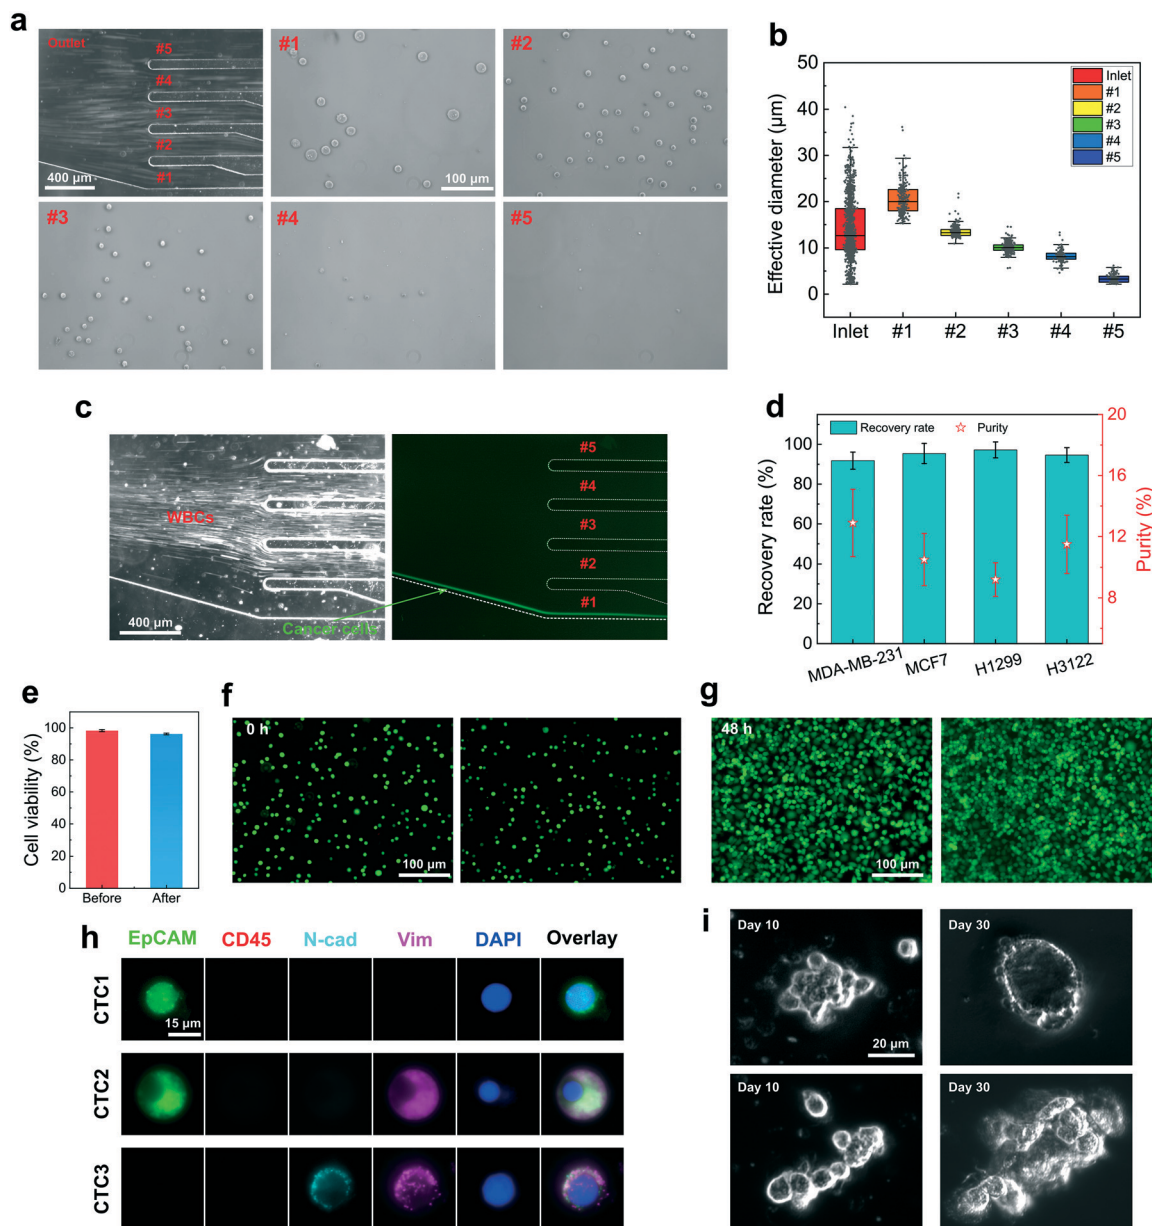 a
Outlet
#5
#4
#3
#2
#1
400 µm
#1
100 µm
#2
#3
#4
#5
b
Effective diameter (µm)
50
40
30
20
10
0
Inlet
#1
#2
#3
#4
#5
Inlet #1 #2 #3 #4 #5
c
WBCs
400 µm
#5
#4
#3
#2
#1
Cancer cells
d
Recovery rate Purity
Recovery rate (%)
100
80
60
40
20
0
Purity (%)
20
16
12
8
MDA-MB-231 MCF7 H1299 H3122
e
Cell viability (%)
100
80
60
40
20
0
Before After
f
0 h
100 µm
g
48 h
100 µm
h
EpCAM CD45 N-cad Vim DAPI Overlay
CTC1
15 µm
CTC2
CTC3
i
Day 10
20 µm
Day 30
Day 10
Day 30